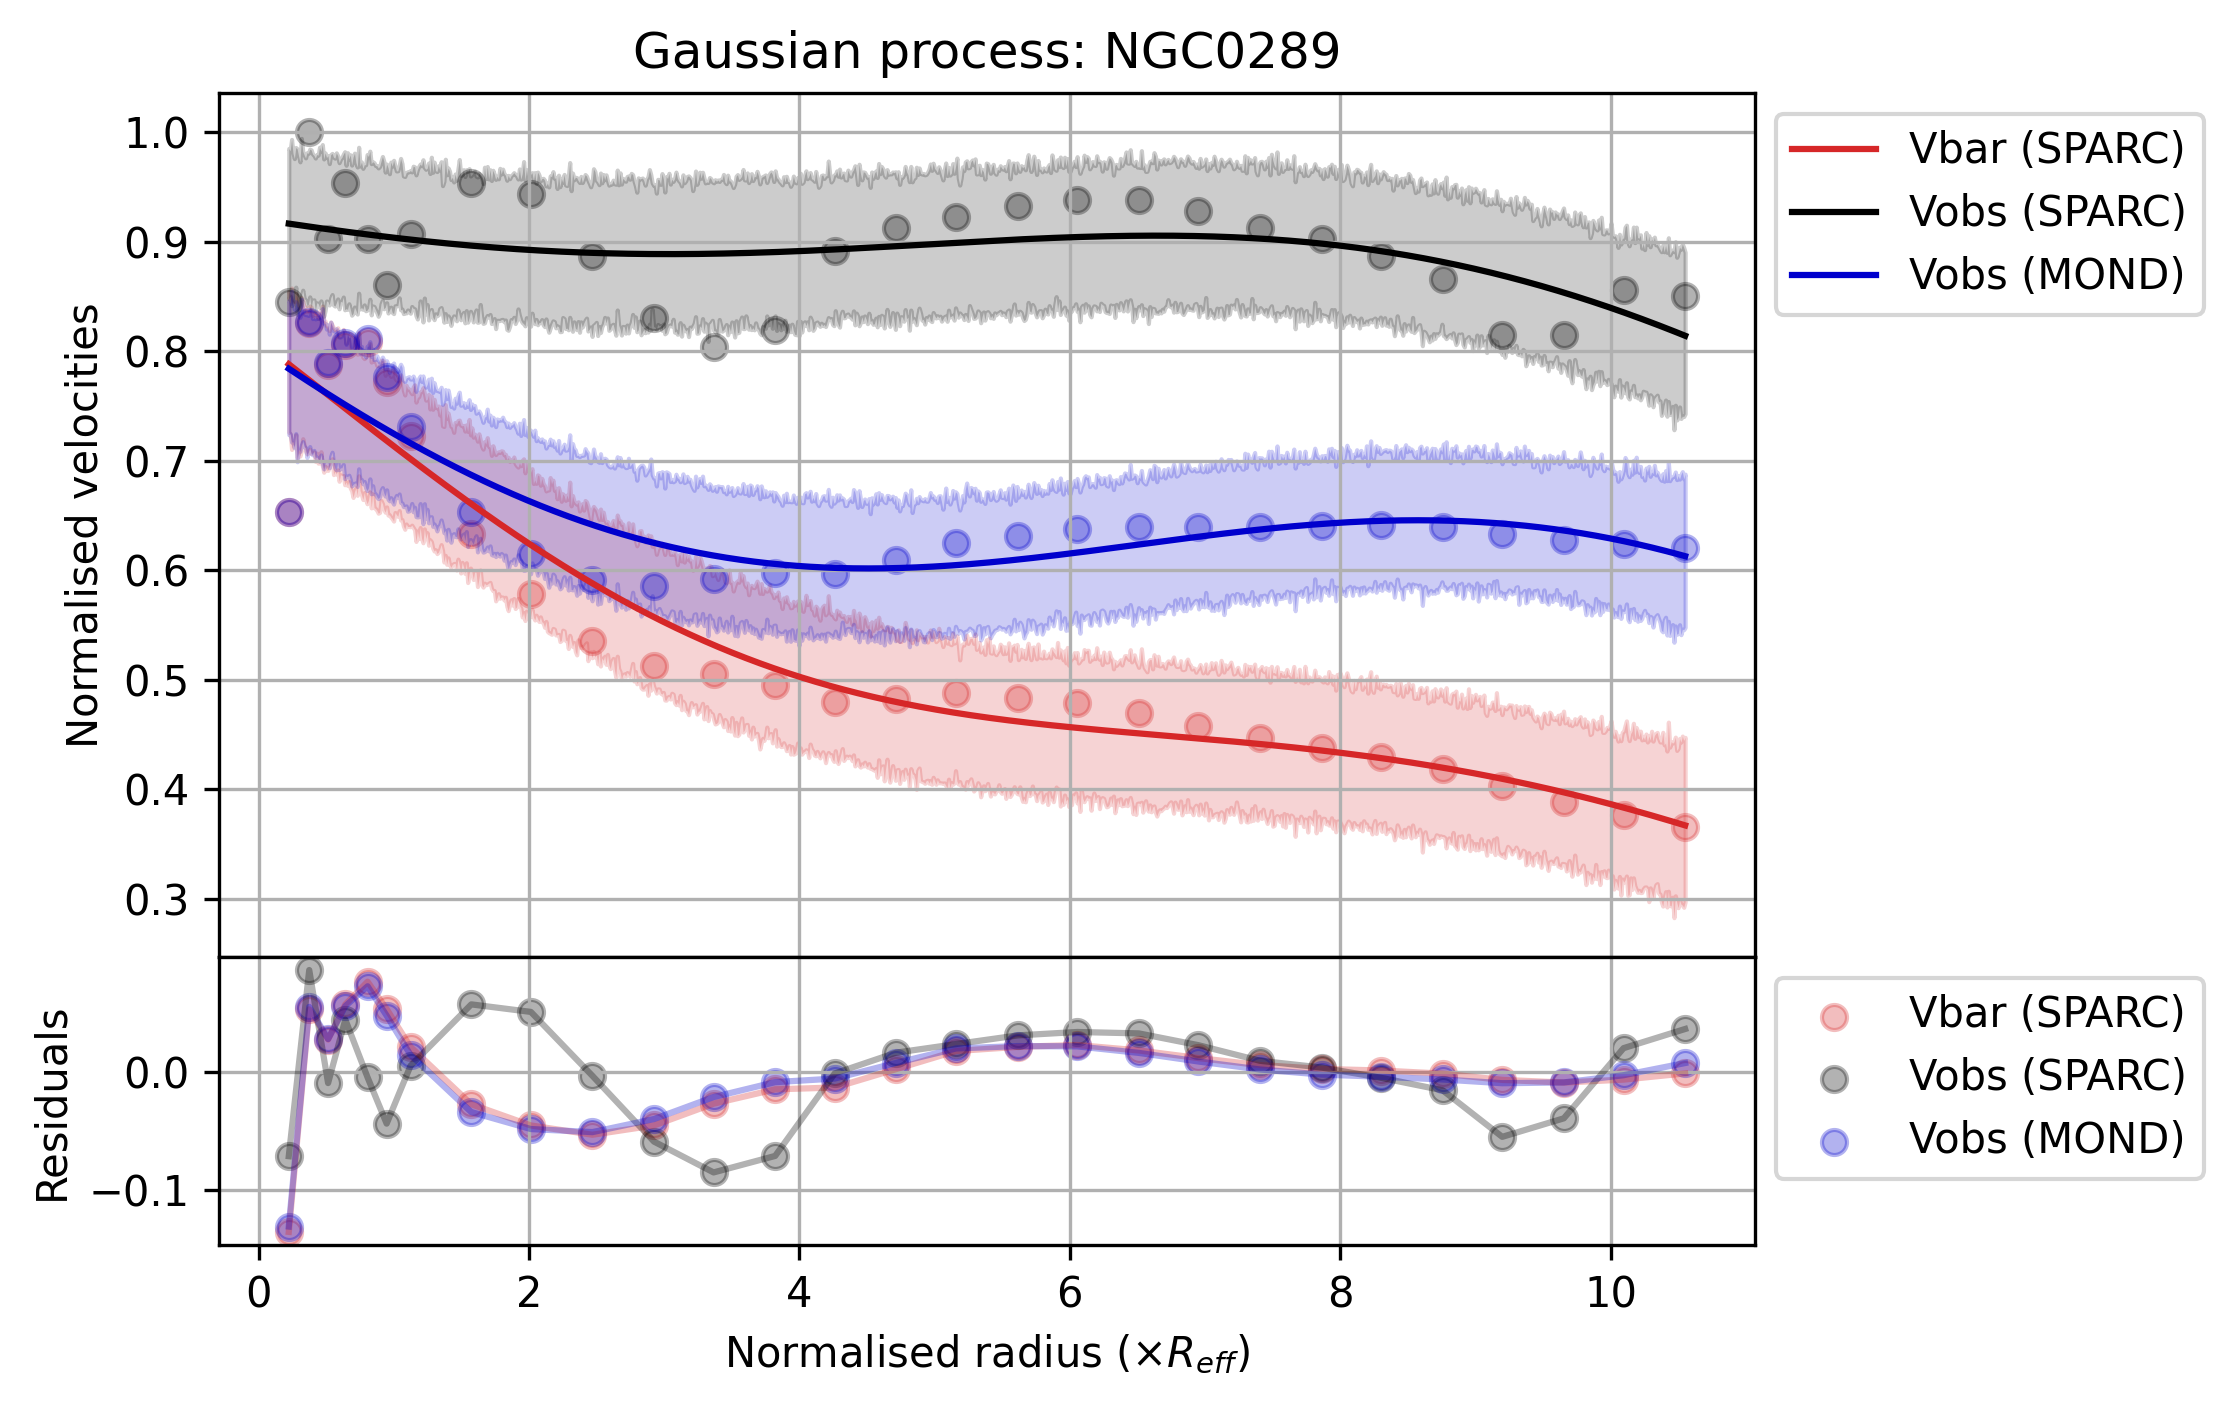 Gaussian process: NGC0289
1.0
0.9
0.8
0.7
0.6
0.5
0.4
0.3
Normalised velocities
Vbar (SPARC)
Vobs (SPARC)
Vobs (MOND)
0.0
−0.1
Residuals
Vbar (SPARC)
Vobs (SPARC)
Vobs (MOND)
0 2 4 6 8 10
Normalised radius (×R_eff)